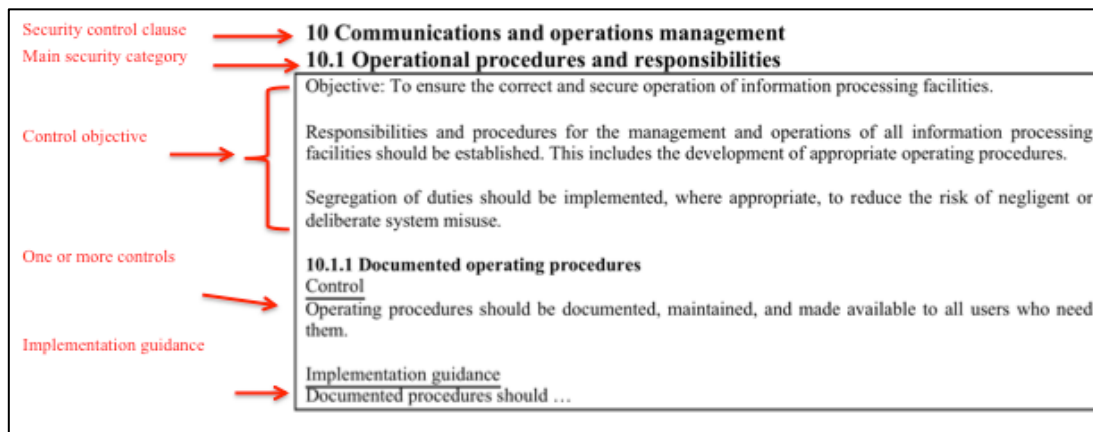 Security control clause
10 Communications and operations management
Main security category
10.1 Operational procedures and responsibilities
Objective: To ensure the correct and secure operation of information processing facilities.
Control objective
Responsibilities and procedures for the management and operations of all information processing
facilities should be established. This includes the development of appropriate operating procedures.
Segregation of duties should be implemented, where appropriate, to reduce the risk of negligent or
deliberate system misuse.
One or more controls
10.1.1 Documented operating procedures
Control
Operating procedures should be documented, maintained, and made available to all users who need
them.
Implementation guidance
Implementation guidance
Documented procedures should …